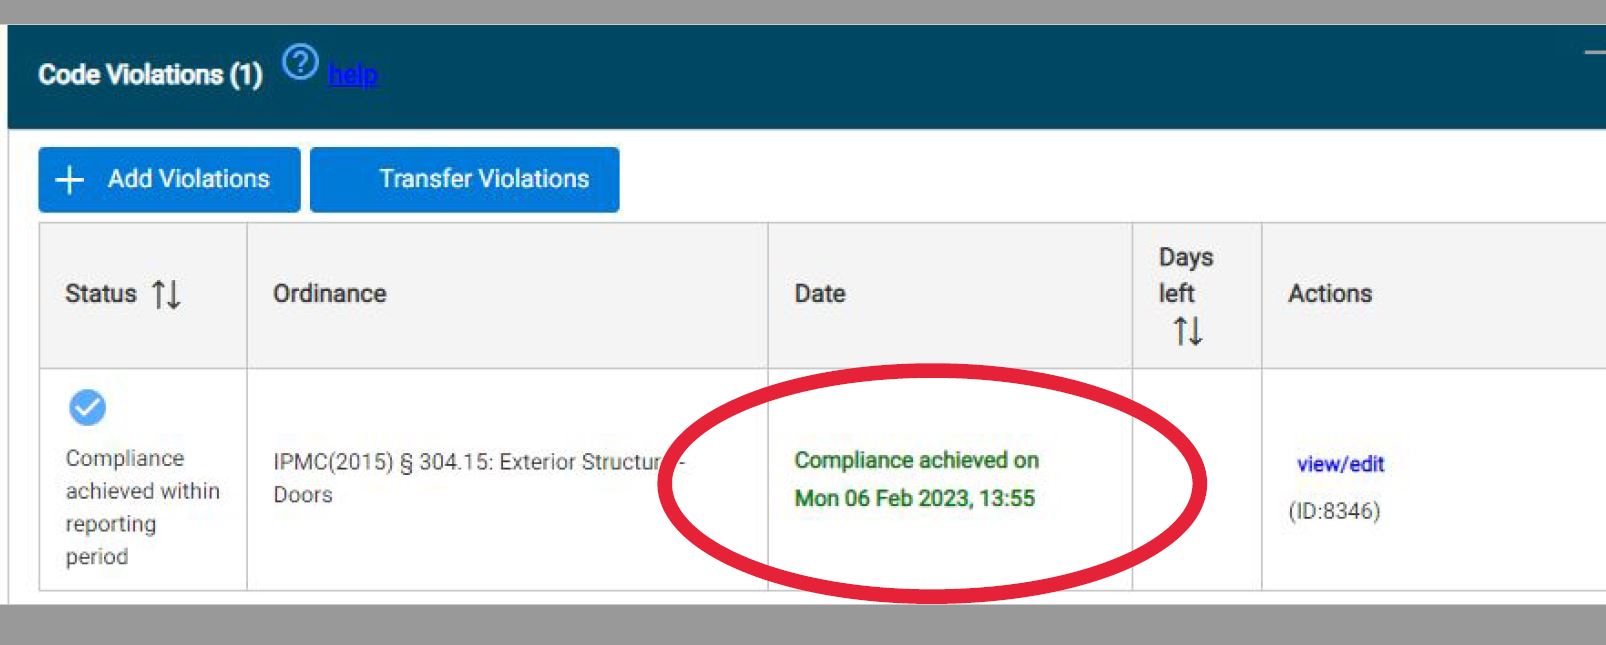 Code Violations (1) ? help
+ Add Violations Transfer Violations
Status ↑↓ Ordinance Date Days left ↑↓ Actions
Compliance
achieved within
reporting
period
IPMC(2015) § 304.15: Exterior Structure -
Doors
Compliance achieved on
Mon 06 Feb 2023, 13:55
view/edit
(ID:8346)